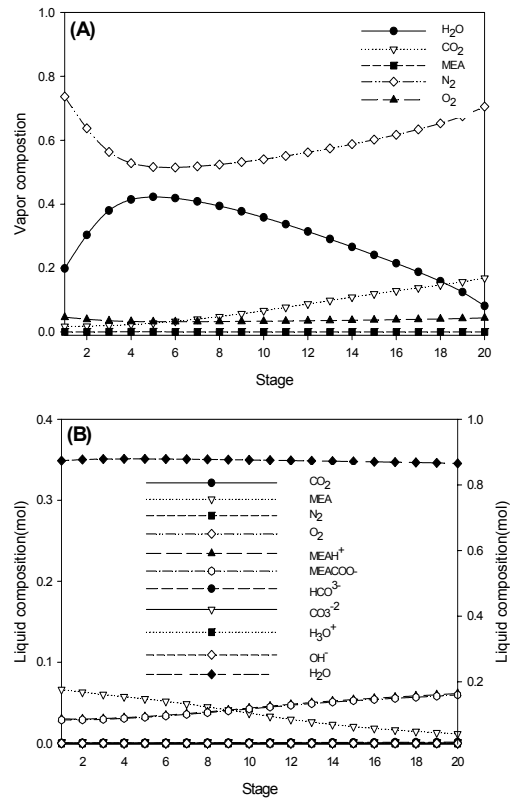 (A)
H₂O
CO₂
MEA
N₂
O₂
1.0
0.8
0.6
0.4
0.2
0.0
Vapor compostion
2 4 6 8 10 12 14 16 18 20
Stage
(B)
CO₂
MEA
N₂
O₂
MEAH⁺
MEACOO-
HCO³⁻
CO3⁻²
H₃O⁺
OH⁻
H₂O
0.4
0.3
0.2
0.1
0.0
Liquid composition(mol)
1.0
0.8
0.6
0.4
0.2
0.0
Liquid composition(mol)
2 4 6 8 10 12 14 16 18 20
Stage